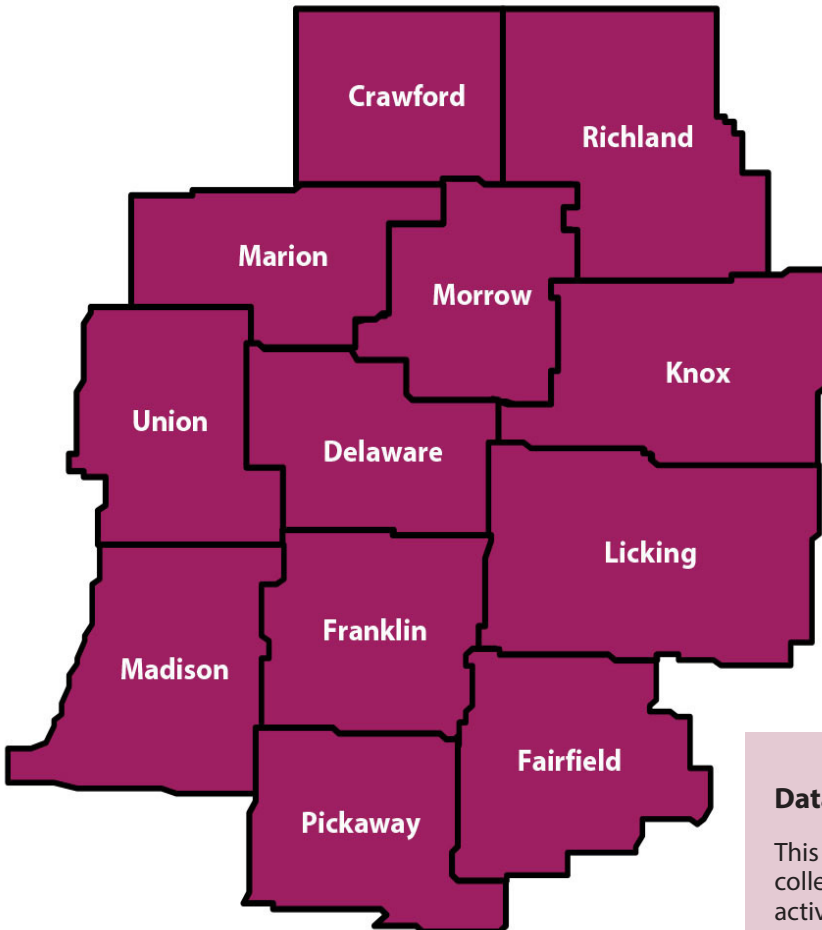 Crawford
Richland
Marion
Morrow
Knox
Union
Delaware
Licking
Franklin
Madison
Fairfield
Pickaway
This